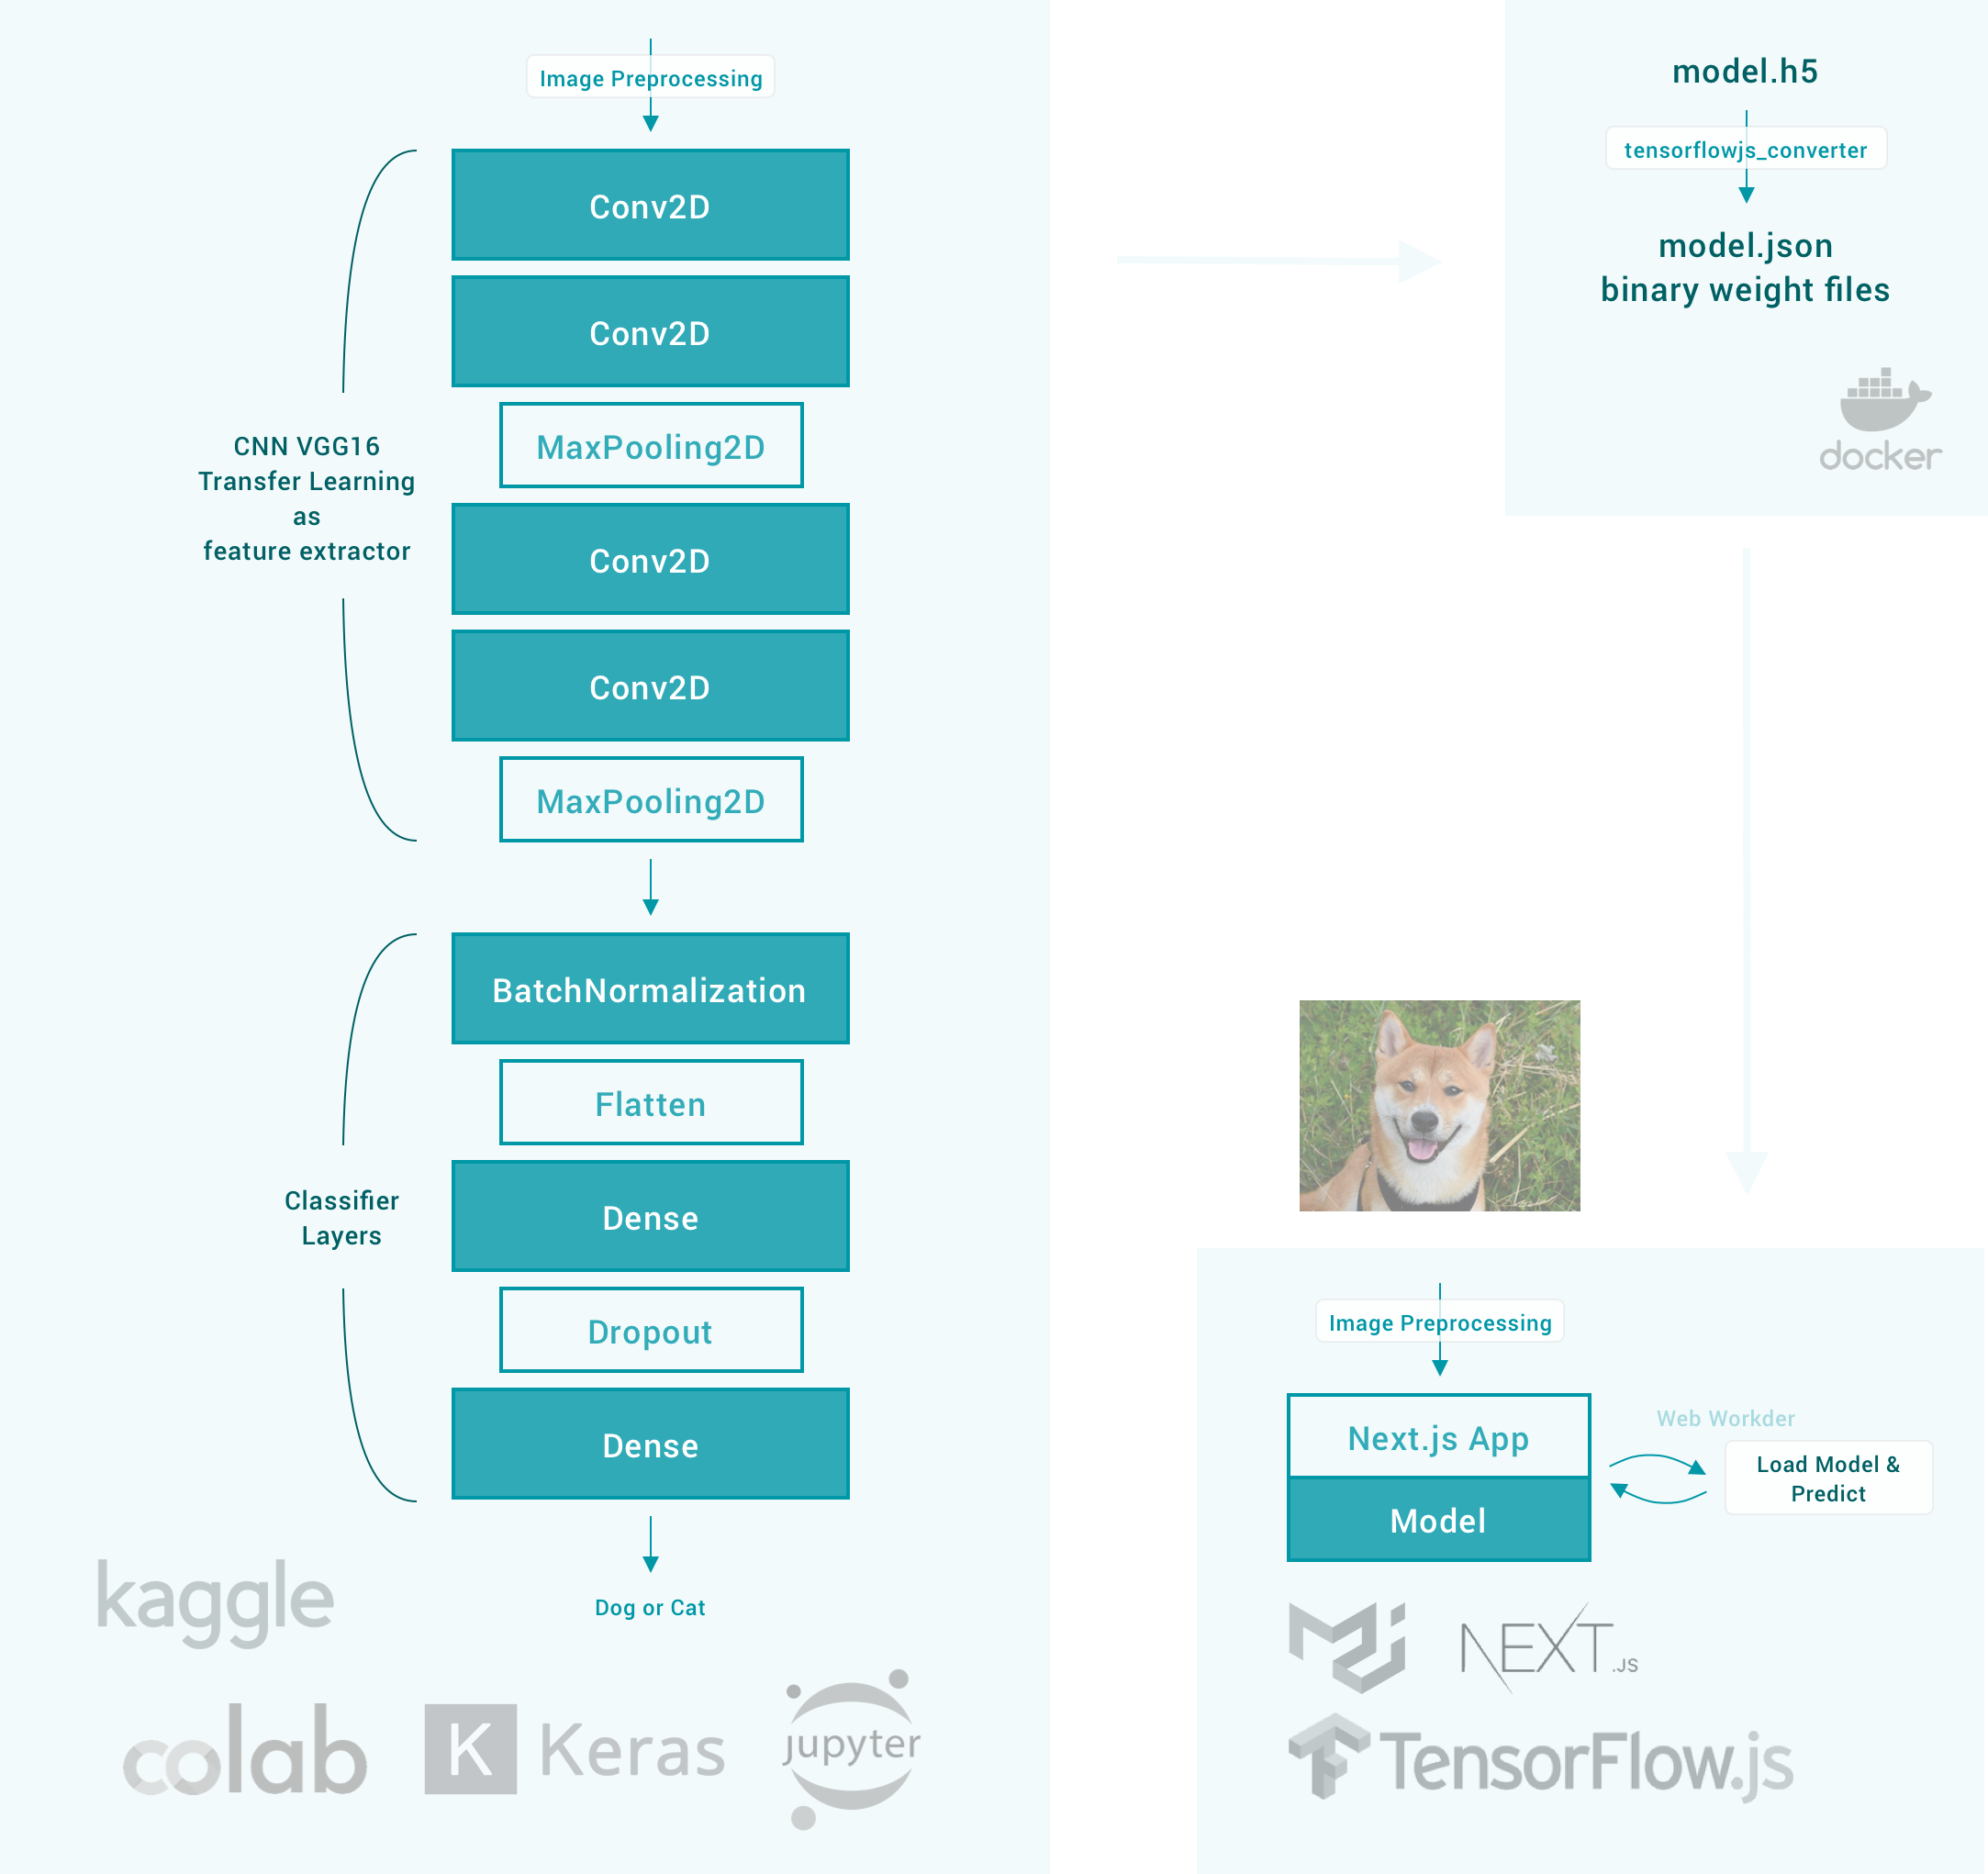 Image Preprocessing
Conv2D
Conv2D
MaxPooling2D
Conv2D
Conv2D
MaxPooling2D
CNN VGG16
Transfer Learning
as
feature extractor
BatchNormalization
Flatten
Dense
Dropout
Dense
Classifier
Layers
Dog or Cat
kaggle
colab
K Keras
jupyter
model.h5
tensorflowjs_converter
model.json
binary weight files
docker
Image Preprocessing
Next.js App
Model
Web Workder
Load Model &
Predict
NEXT.JS
TensorFlow.js